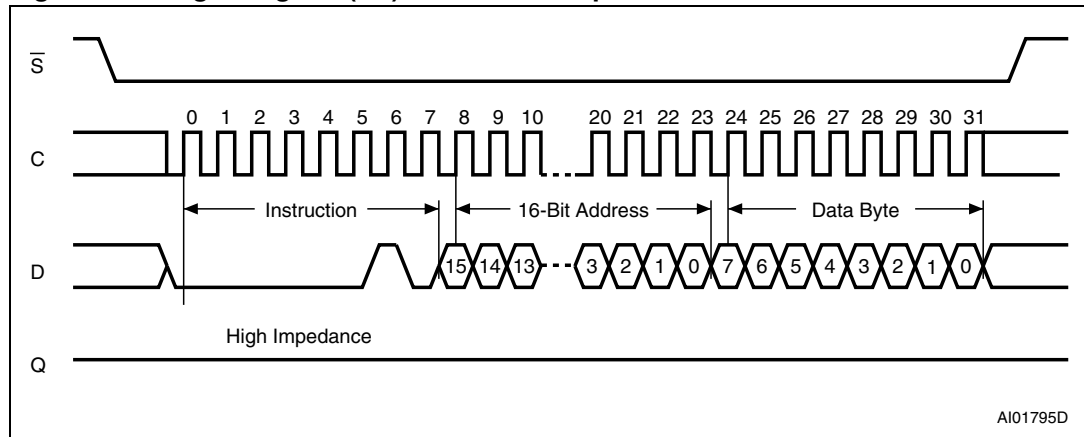 S
0 1 2 3 4 5 6 7 8 9 10 20 21 22 23 24 25 26 27 28 29 30 31
C
Instruction 16-Bit Address Data Byte
D
15 14 13 3 2 1 0 7 6 5 4 3 2 1 0
High Impedance
Q
AI01795D